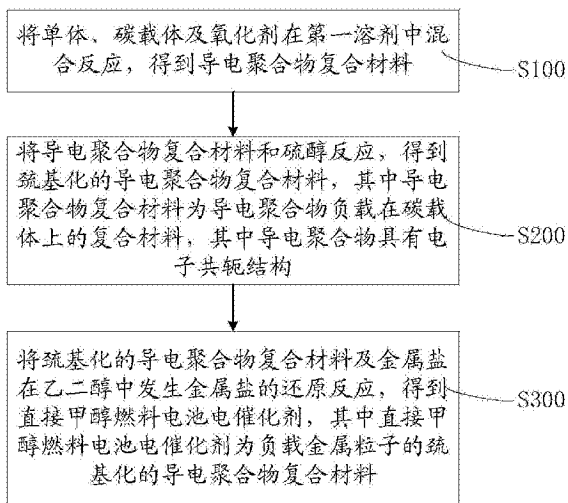 将单体、碳载体及氧化剂在第一溶剂中混
合反应，得到导电聚合物复合材料
S100
将导电聚合物复合材料和硫醇反应，得到
巯基化的导电聚合物复合材料，其中导电
聚合物复合材料为导电聚合物负载在碳载
体上的复合材料，其中导电聚合物具有电
子共轭结构
S200
将巯基化的导电聚合物复合材料及金属盐
在乙二醇中发生金属盐的还原反应，得到
直接甲醇燃料电池电催化剂，其中直接甲
醇燃料电池电催化剂为负载金属粒子的巯
基化的导电聚合物复合材料
S300